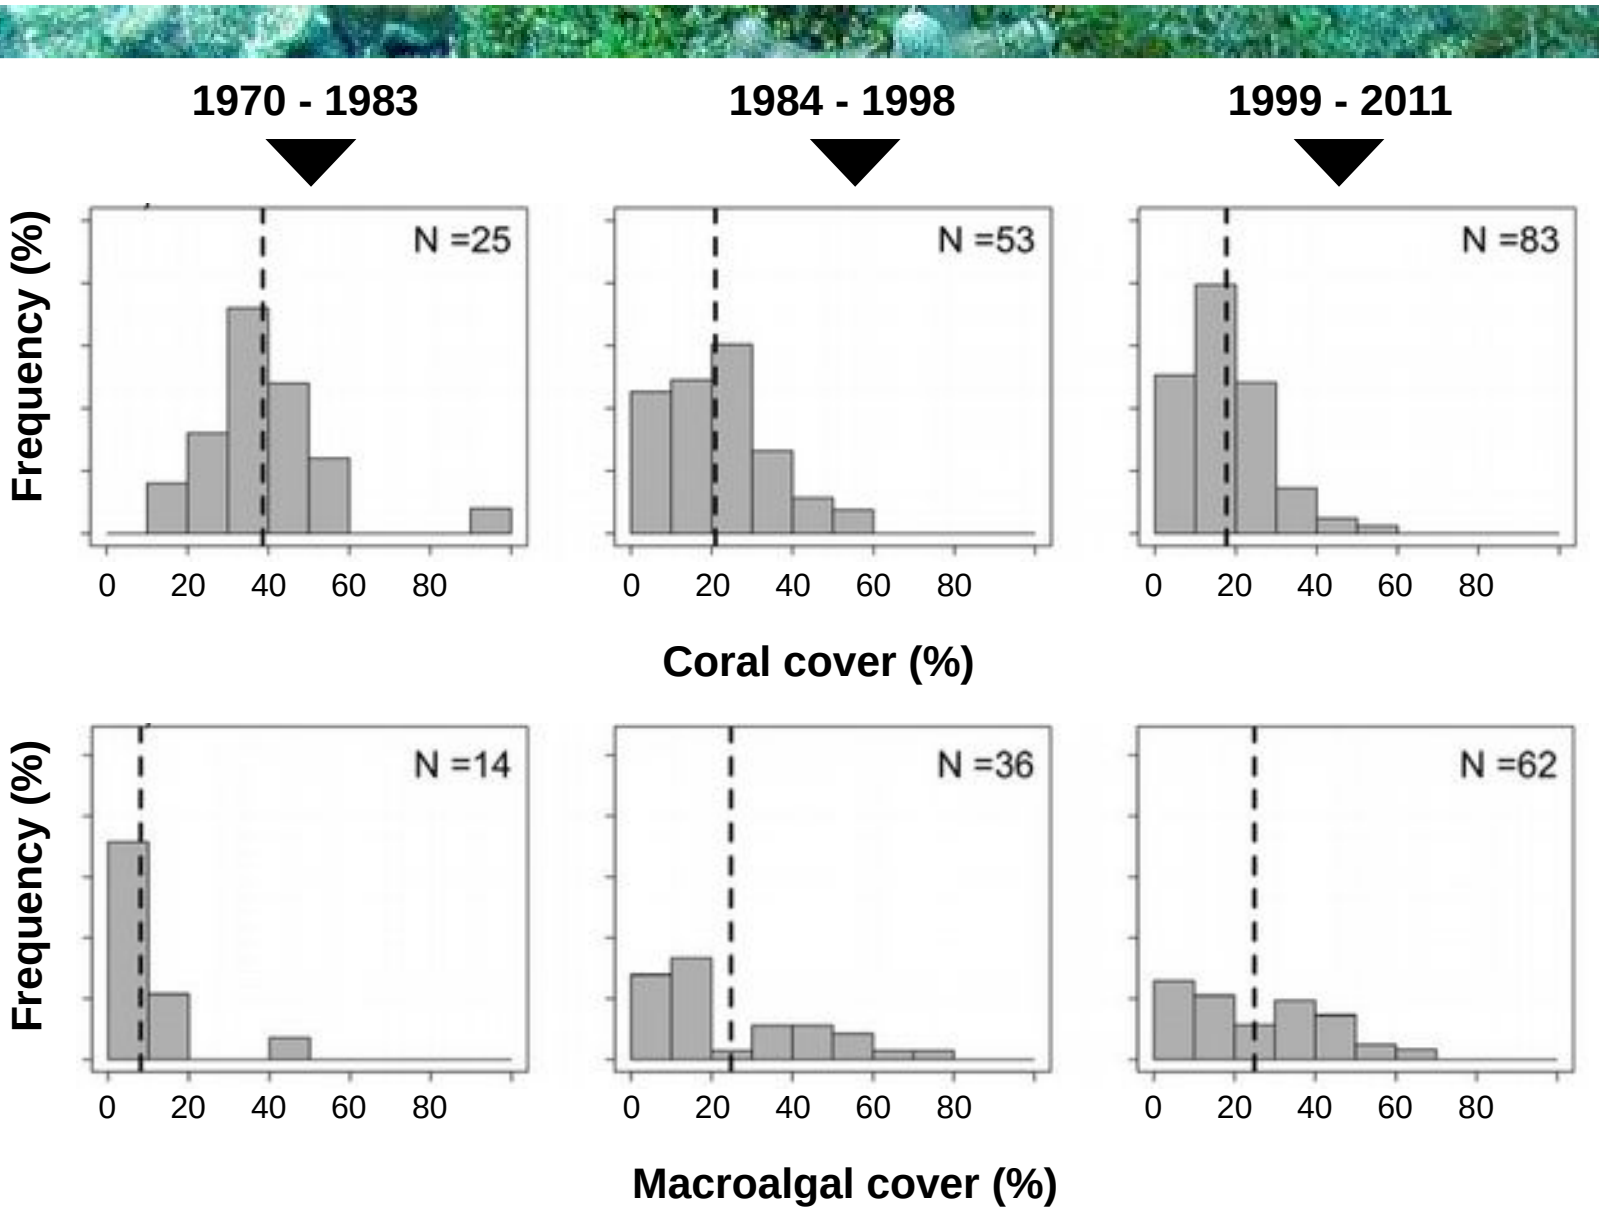 1970 - 1983 1984 - 1998 1999 - 2011
Frequency (%)
N =25 N =53 N =83
0 20 40 60 80 0 20 40 60 80 0 20 40 60 80
Coral cover (%)
Frequency (%)
N =14 N =36 N =62
0 20 40 60 80 0 20 40 60 80 0 20 40 60 80
Macroalgal cover (%)